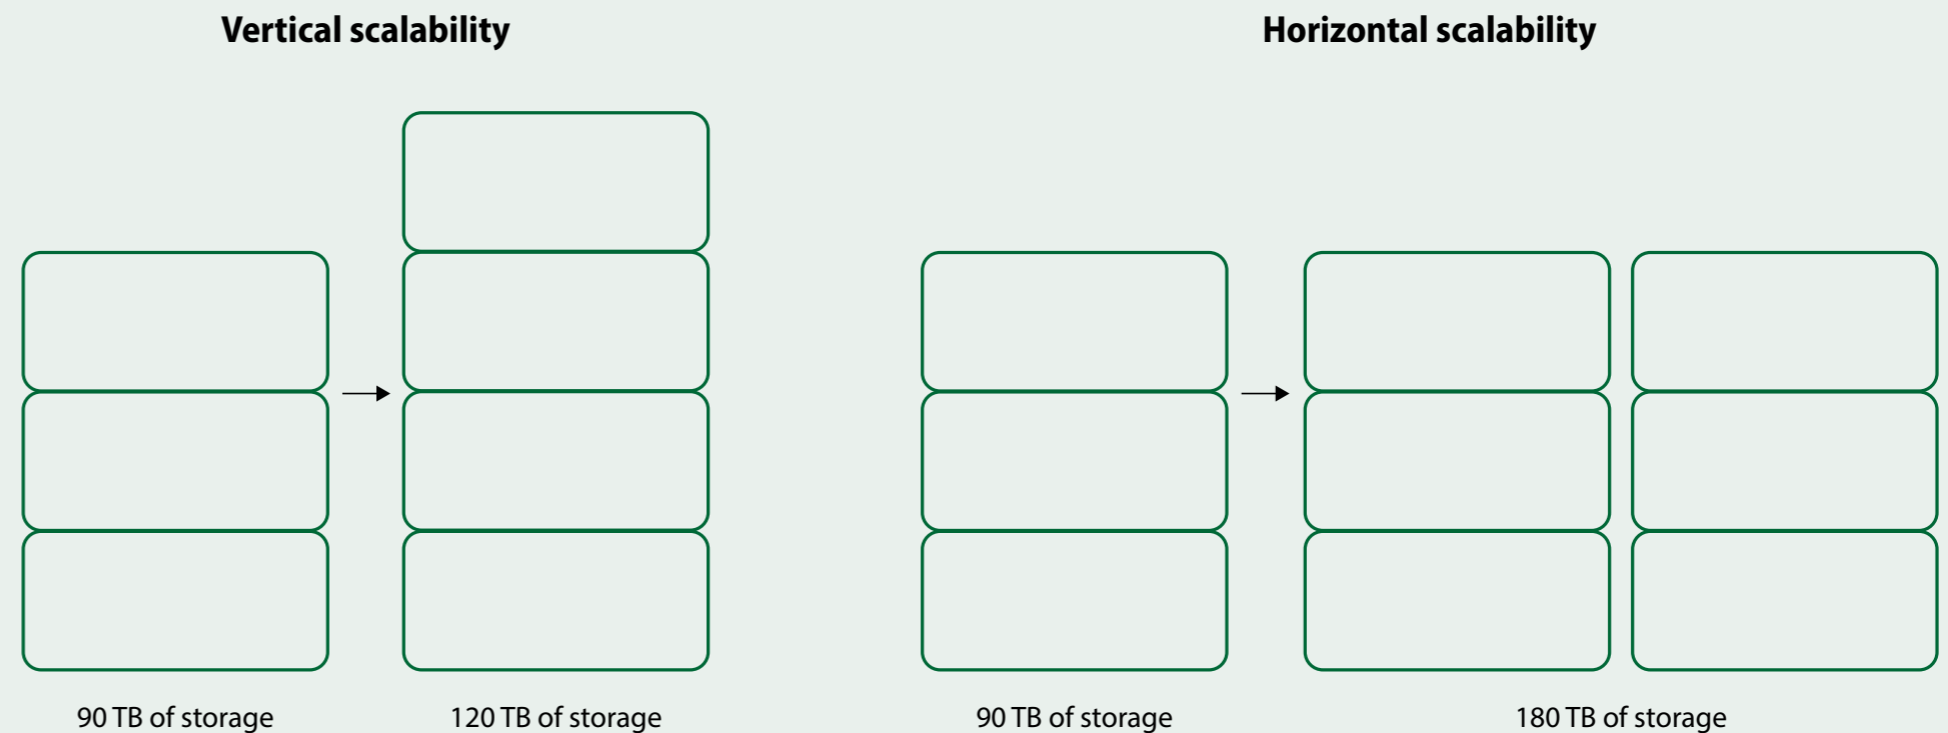 Vertical scalability
Horizontal scalability
90 TB of storage
120 TB of storage
90 TB of storage
180 TB of storage